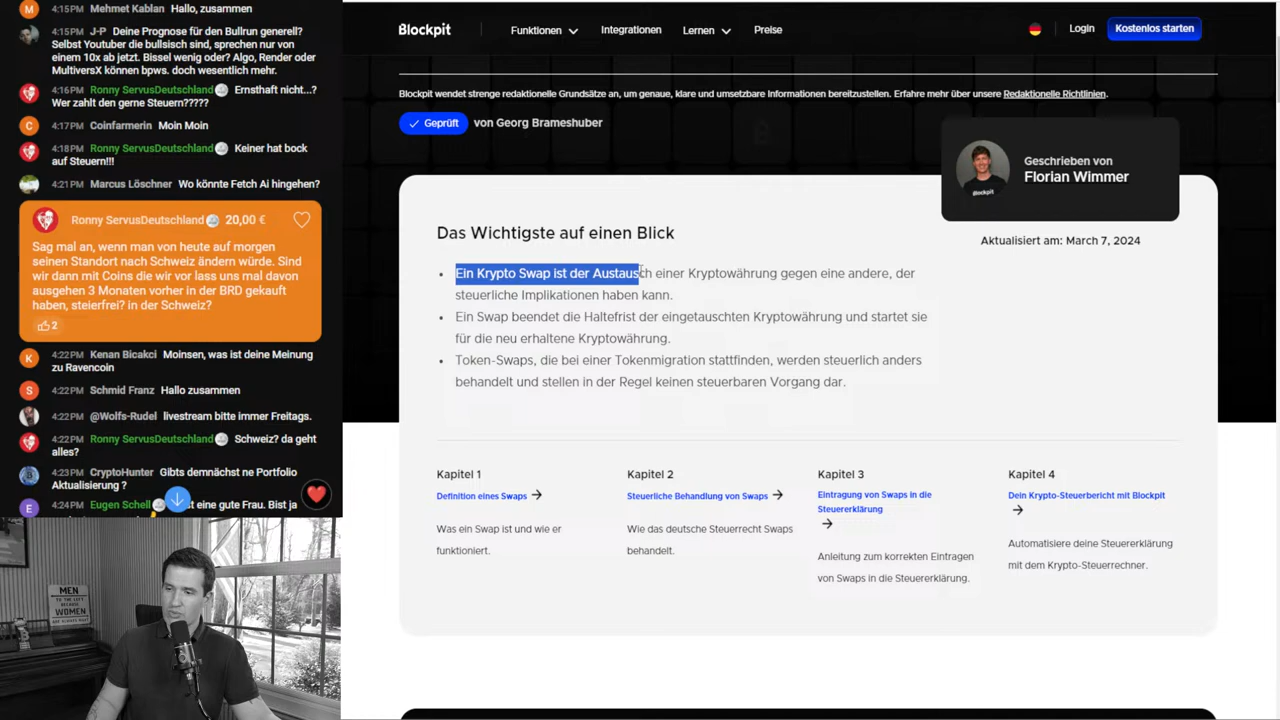 4:15PM Mehmet Kablan Hallo, zusammen
4:15PM J-P Deine Prognose für den Bullrun generell?
Selbst Youtuber die bullsisch sind, sprechen nur von
einem 10x ab jetzt. Bissel wenig oder? Algo, Render oder
MultiversX können bpws. doch wesentlich mehr.
4:16PM Ronny ServusDeutschland Ernsthaft nicht...?
Wer zahlt den gerne Steuern?????
4:17PM Coinfarmerin Moin Moin
4:18PM Ronny ServusDeutschland Keiner hat bock
auf Steuern!!!
4:21PM Marcus Löschner Wo könnte Fetch Ai hingehen?
Ronny ServusDeutschland 20,00 €
Sag mal an, wenn man von heute auf morgen
seinen Standort nach Schweiz ändern würde. Sind
wir dann mit Coins die wir vor lass uns mal davon
ausgehen 3 Monaten vorher in der BRD gekauft
haben, steierfrei? in der Schweiz?
2
4:22PM Kenan Bicakci Moinsen, was ist deine Meinung
zu Ravencoin
4:22PM Schmid Franz Hallo zusammen
4:22PM @Wolfs-Rudel livestream bitte immer Freitags.
4:22PM Ronny ServusDeutschland Schweiz? da geht
alles?
4:23PM CryptoHunter Gibts demnächst ne Portfolio
Aktualisierung ?
4:24PM Eugen Schell st eine gute Frau. Bist ja
MEN
TO THE LEFT
BECAUSE
WOMEN
ARE ALWAYS RIGHT
Blockpit Funktionen Integrationen Lernen Preise Login Kostenlos starten
Blockpit wendet strenge redaktionelle Grundsätze an, um genaue, klare und umsetzbare Informationen bereitzustellen. Erfahre mehr über unsere Redaktionelle Richtlinien.
Geprüft von Georg Brameshuber
Blockpit
Geschrieben von
Florian Wimmer
Aktualisiert am: March 7, 2024
Das Wichtigste auf einen Blick
Ein Krypto Swap ist der Austausch einer Kryptowährung gegen eine andere, der
steuerliche Implikationen haben kann.
Ein Swap beendet die Haltefrist der eingetauschten Kryptowährung und startet sie
für die neu erhaltene Kryptowährung.
Token-Swaps, die bei einer Tokenmigration stattfinden, werden steuerlich anders
behandelt und stellen in der Regel keinen steuerbaren Vorgang dar.
Kapitel 1
Definition eines Swaps
Was ein Swap ist und wie er
funktioniert.
Kapitel 2
Steuerliche Behandlung von Swaps
Wie das deutsche Steuerrecht Swaps
behandelt.
Kapitel 3
Eintragung von Swaps in die
Steuererklärung
Anleitung zum korrekten Eintragen
von Swaps in die Steuererklärung.
Kapitel 4
Dein Krypto-Steuerbericht mit Blockpit
Automatisiere deine Steuererklärung
mit dem Krypto-Steuerrechner.